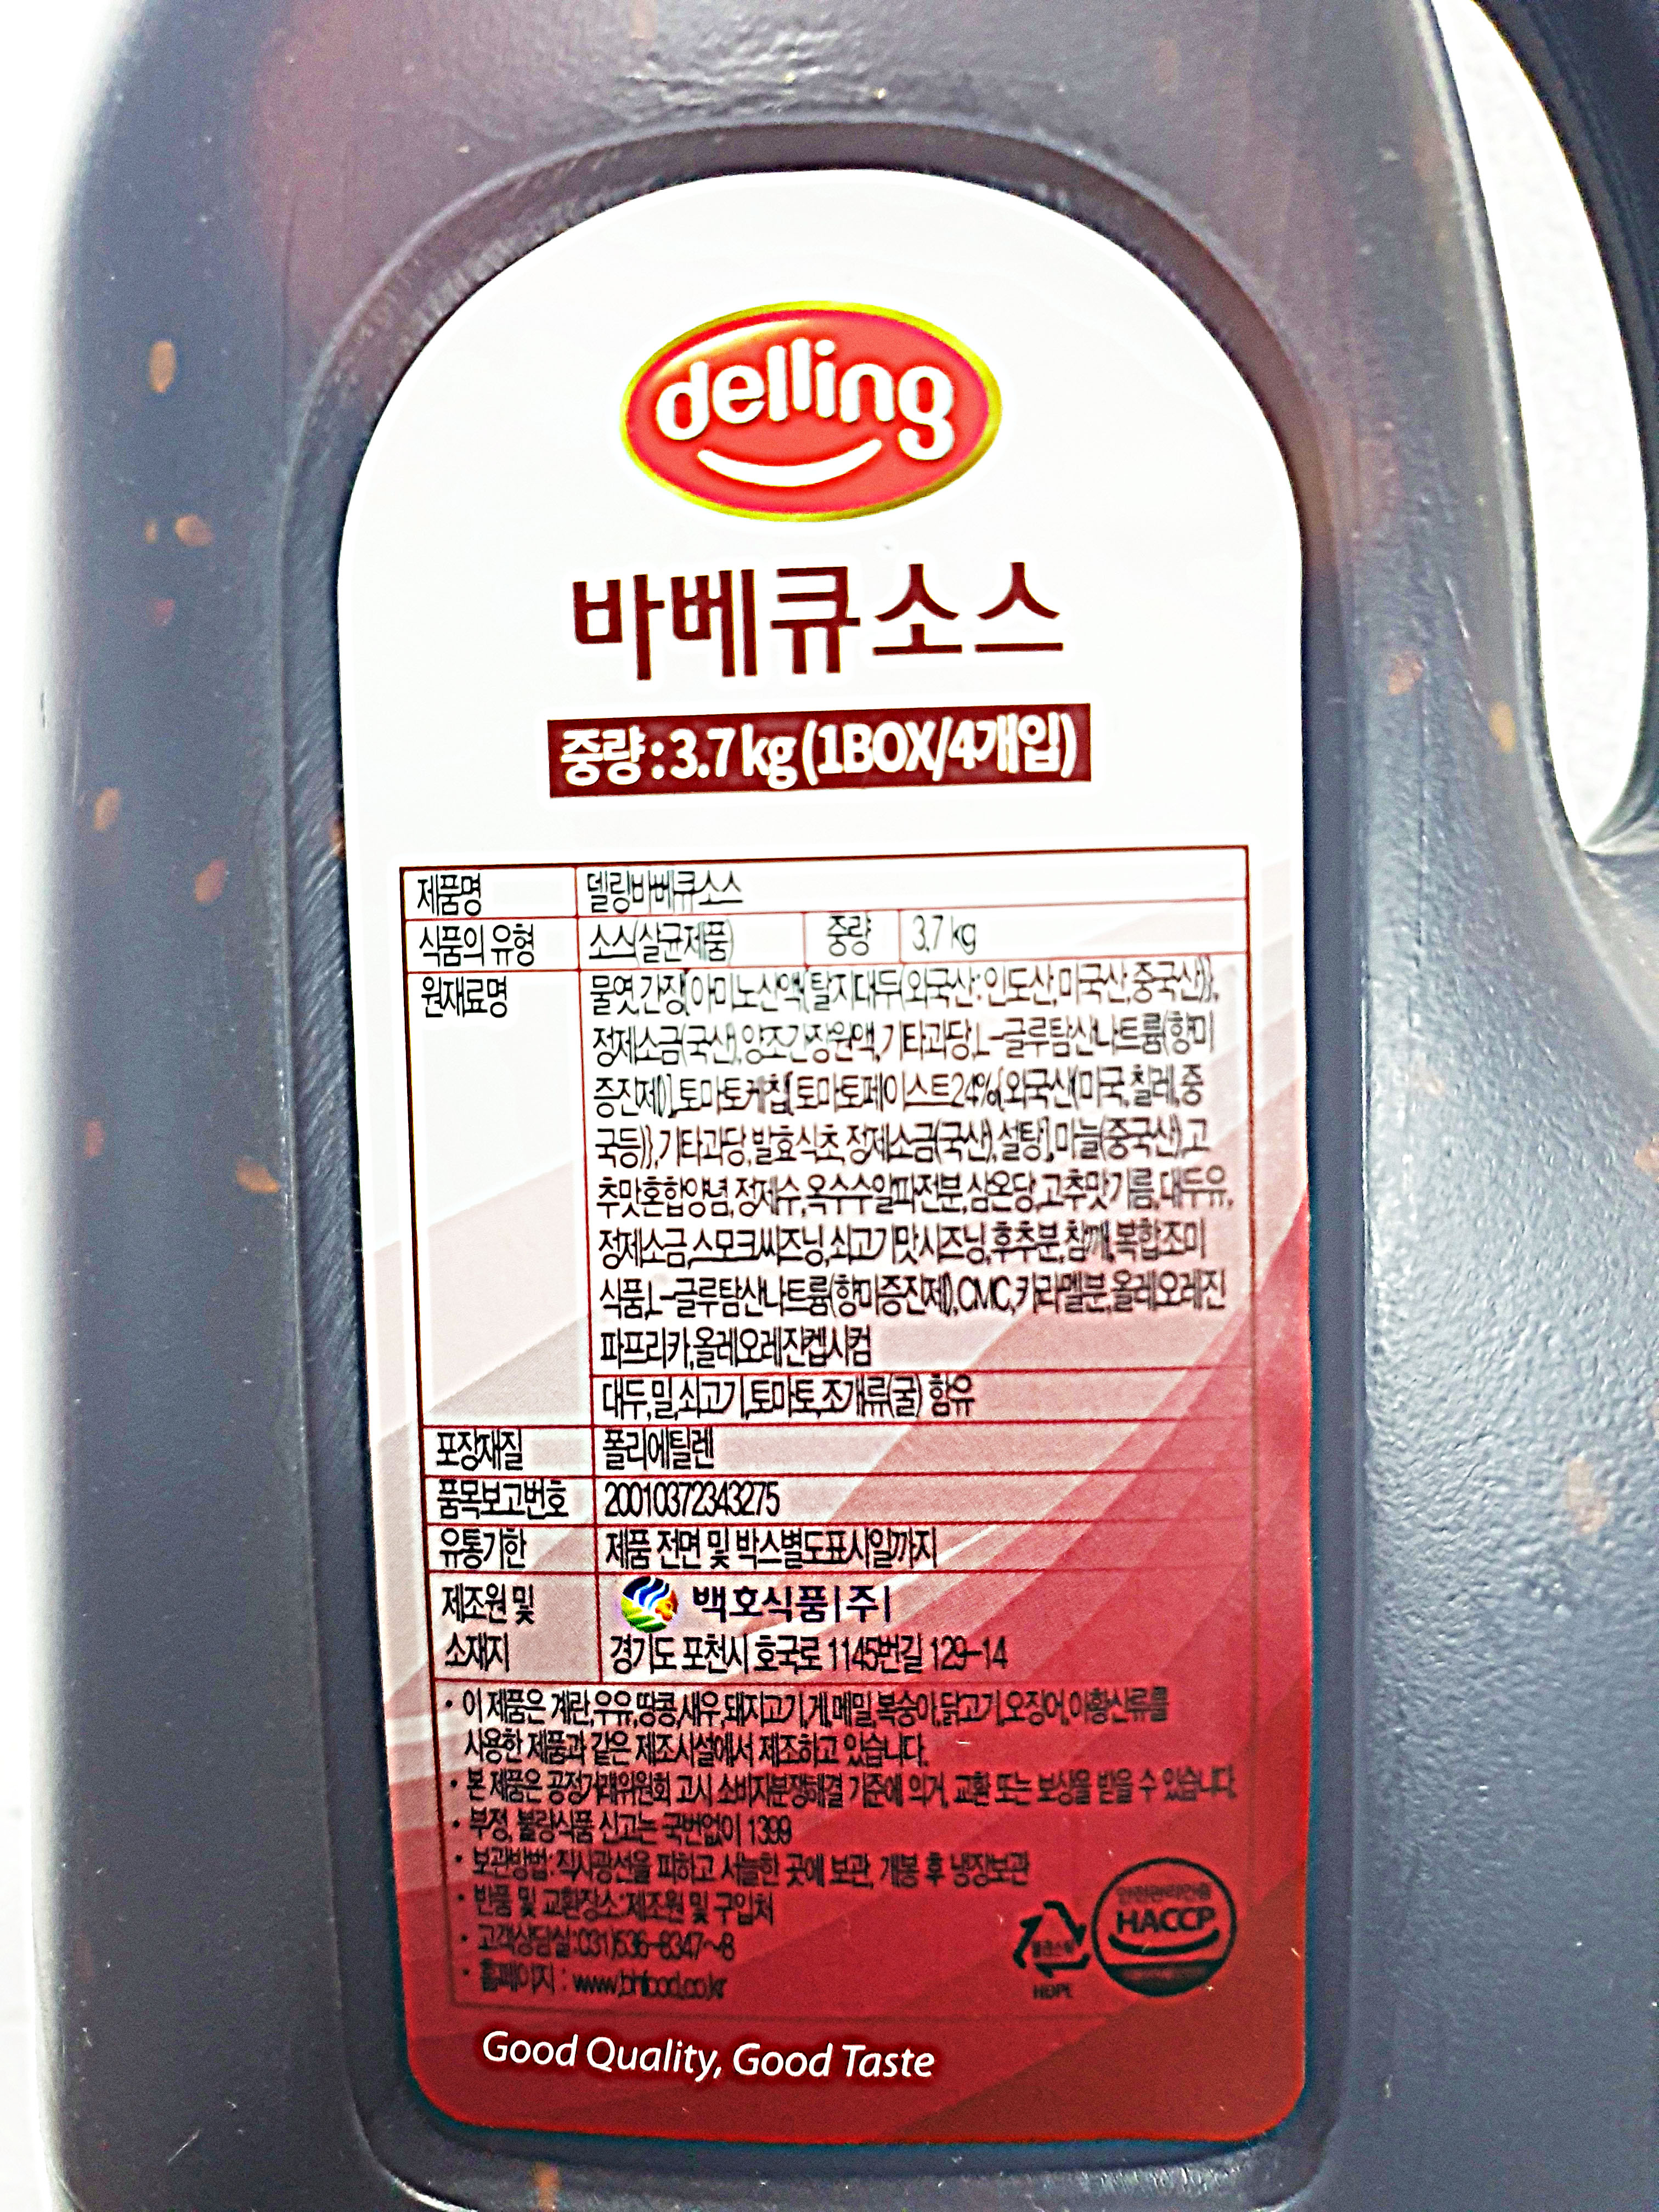 delling
바베큐소스
중량 : 3.7 kg (1BOX/4개입)
제품명 델링바베큐소스
식품의 유형 소스(살균제품) 중량 3.7 kg
원재료명 물엿,간장[아미노산액{탈지대두(외국산:인도산,미국산,중국산)},
정제소금(국산),양조간장원액,기타과당,L-글루탐산나트륨(향미
증진제)],토마토케첩[토마토페이스트24%{외국산(미국,칠레,중
국등)},기타과당,발효식초,정제소금(국산),설탕],마늘(중국산),고
추맛혼합양념,정제수,옥수수알파전분,삼온당,고추맛기름,대두유,
정제소금,스모크씨즈닝,쇠고기맛시즈닝,후추분,참깨,복합조미
식품,L-글루탐산나트륨(향미증진제),CMC,카라멜분,올레오레진
파프리카,올레오레진켑시컴
대두,밀,쇠고기,토마토,조개류(굴) 함유
포장재질 폴리에틸렌
품목보고번호 20010372343275
유통기한 제품 전면 및 박스별도표시일까지
제조원 및 백호식품|주|
소재지 경기도 포천시 호국로 1145번길 129-14
• 이 제품은 계란,우유,땅콩,새우,돼지고기,게,메밀,복숭아,닭고기,오징어,아황산류를
사용한 제품과 같은 제조시설에서 제조하고 있습니다.
• 본 제품은 공정거래위원회 고시 소비자분쟁해결 기준에 의거, 교환 또는 보상을 받을 수 있습니다.
• 부정, 불량식품 신고는 국번없이 1399
• 보관방법:직사광선을 피하고 서늘한 곳에 보관, 개봉 후 냉장보관
• 반품 및 교환장소:제조원 및 구입처
• 고객상담실:031)536-8347~8
• 홈페이지 : www.bhfood.co.kr
안전관리인증
HACCP
플라스틱
HDPE
Good Quality, Good Taste